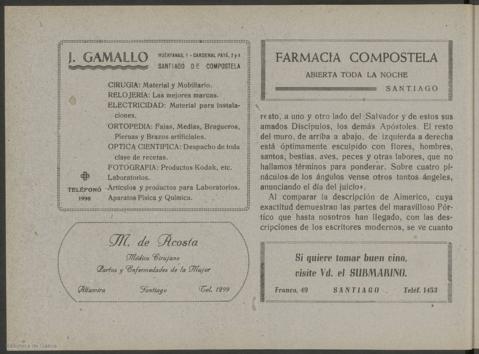 J. GAMALLO
HUÉRFANAS, 1 - CARDENAL PAYÁ, 2 y 4
SANTIAGO DE COMPOSTELA
CIRUGIA: Material y Mobiliario.
RELOJERIA: Las mejores marcas.
ELECTRICIDAD: Material para instala-
ciones.
ORTOPEDIA: Fajas, Medias, Bragueros,
Piernas y Brazos artificiales.
OPTICA CIENTIFICA: Despacho de toda
clase de recetas.
FOTOGRAFIA: Productos Kodak, etc.
Laboratorios.
Artículos y productos para Laboratorios.
Aparatos Física y Química.
TELÉFONO
1998
M. de Acosta
Médico Cirujano
Partos y Enfermedades de la Mujer
Altamira Santiago Tel. 1899
FARMACIA COMPOSTELA
ABIERTA TODA LA NOCHE
SANTIAGO
resto, a uno y otro lado del Salvador y de estos sus
amados Discípulos, los demás Apóstoles. El resto
del muro, de arriba a abajo, de izquierda a derecha
está óptimamente esculpido con flores, hombres,
santos, bestias, aves, peces y otras labores, que no
hallamos términos para ponderar. Sobre cuatro pi-
náculos de los ángulos vense otros tantos ángeles,
anunciando el día del juicio».
Al comparar la descripción de Aimerico, cuya
exactitud demuestran las partes del maravilloso Pór-
tico que hasta nosotros han llegado, con las des-
cripciones de los escritores modernos, se ve cuanto
Si quiere tomar buen vino,
visite Vd. el SUBMARINO.
Franco, 49 SANTIAGO Teléf. 1453